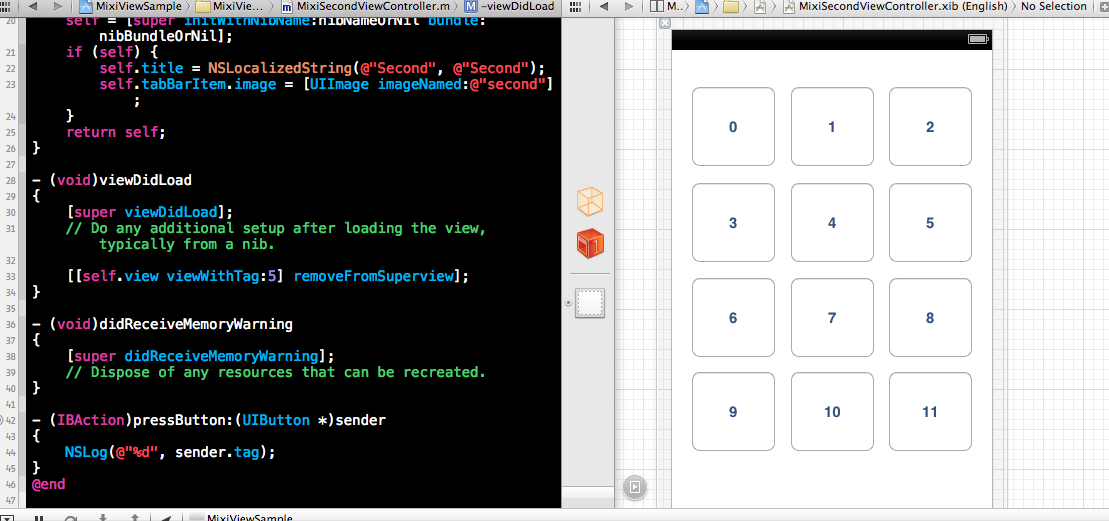 MixiViewSample MixiVie... MixiSecondViewController.m M -viewDidLoad
20 self = [super initWithNibName:nibNameOrNil bundle:
nibBundleOrNil];
21 if (self) {
22 self.title = NSLocalizedString(@"Second", @"Second");
23 self.tabBarItem.image = [UIImage imageNamed:@"second"]
;
24 }
25 return self;
26 }
27
28 - (void)viewDidLoad
29 {
30 [super viewDidLoad];
31 // Do any additional setup after loading the view,
typically from a nib.
32
33 [[self.view viewWithTag:5] removeFromSuperview];
34 }
35
36 - (void)didReceiveMemoryWarning
37 {
38 [super didReceiveMemoryWarning];
39 // Dispose of any resources that can be recreated.
40 }
41
42 - (IBAction)pressButton:(UIButton *)sender
43 {
44 NSLog(@"%d", sender.tag);
45 }
46 @end
47
MixiViewSample
M.. MixiSecondViewController.xib (English) No Selection
0 1 2
3 4 5
6 7 8
9 10 11